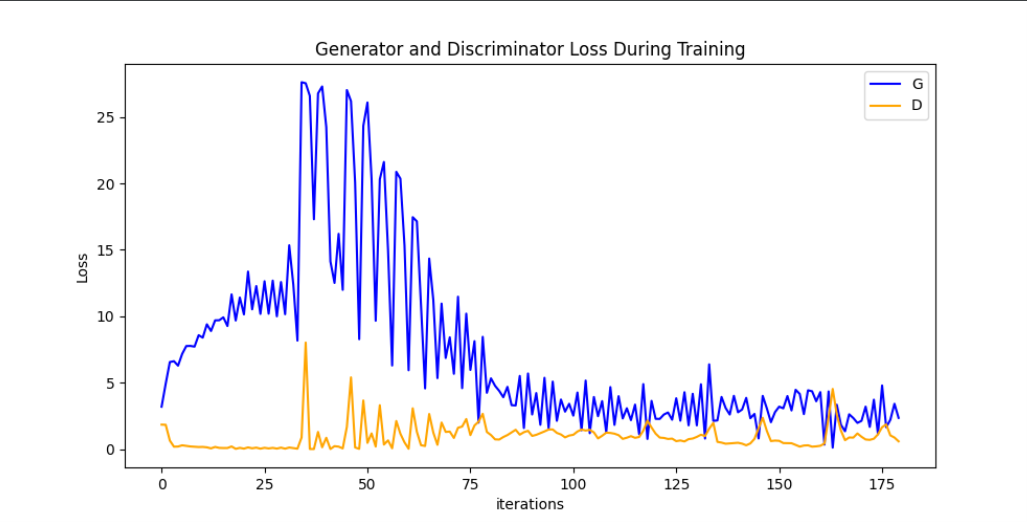 Generator and Discriminator Loss During Training
G
D
25
20
15
10
5
0
Loss
0 25 50 75 100 125 150 175
iterations